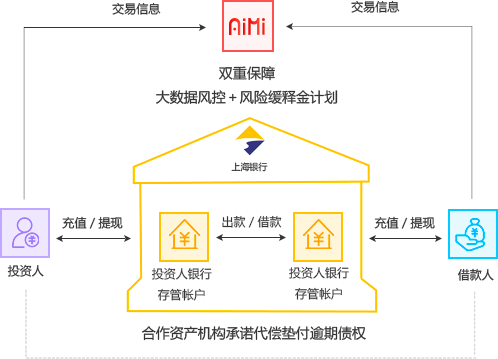 交易信息
AiMi
交易信息
双重保障
大数据风控 + 风险缓释金计划
上海银行
充值 / 提现
出款 / 借款
充值 / 提现
投资人
投资人银行
存管帐户
投资人银行
存管帐户
借款人
合作资产机构承诺代偿垫付逾期债权